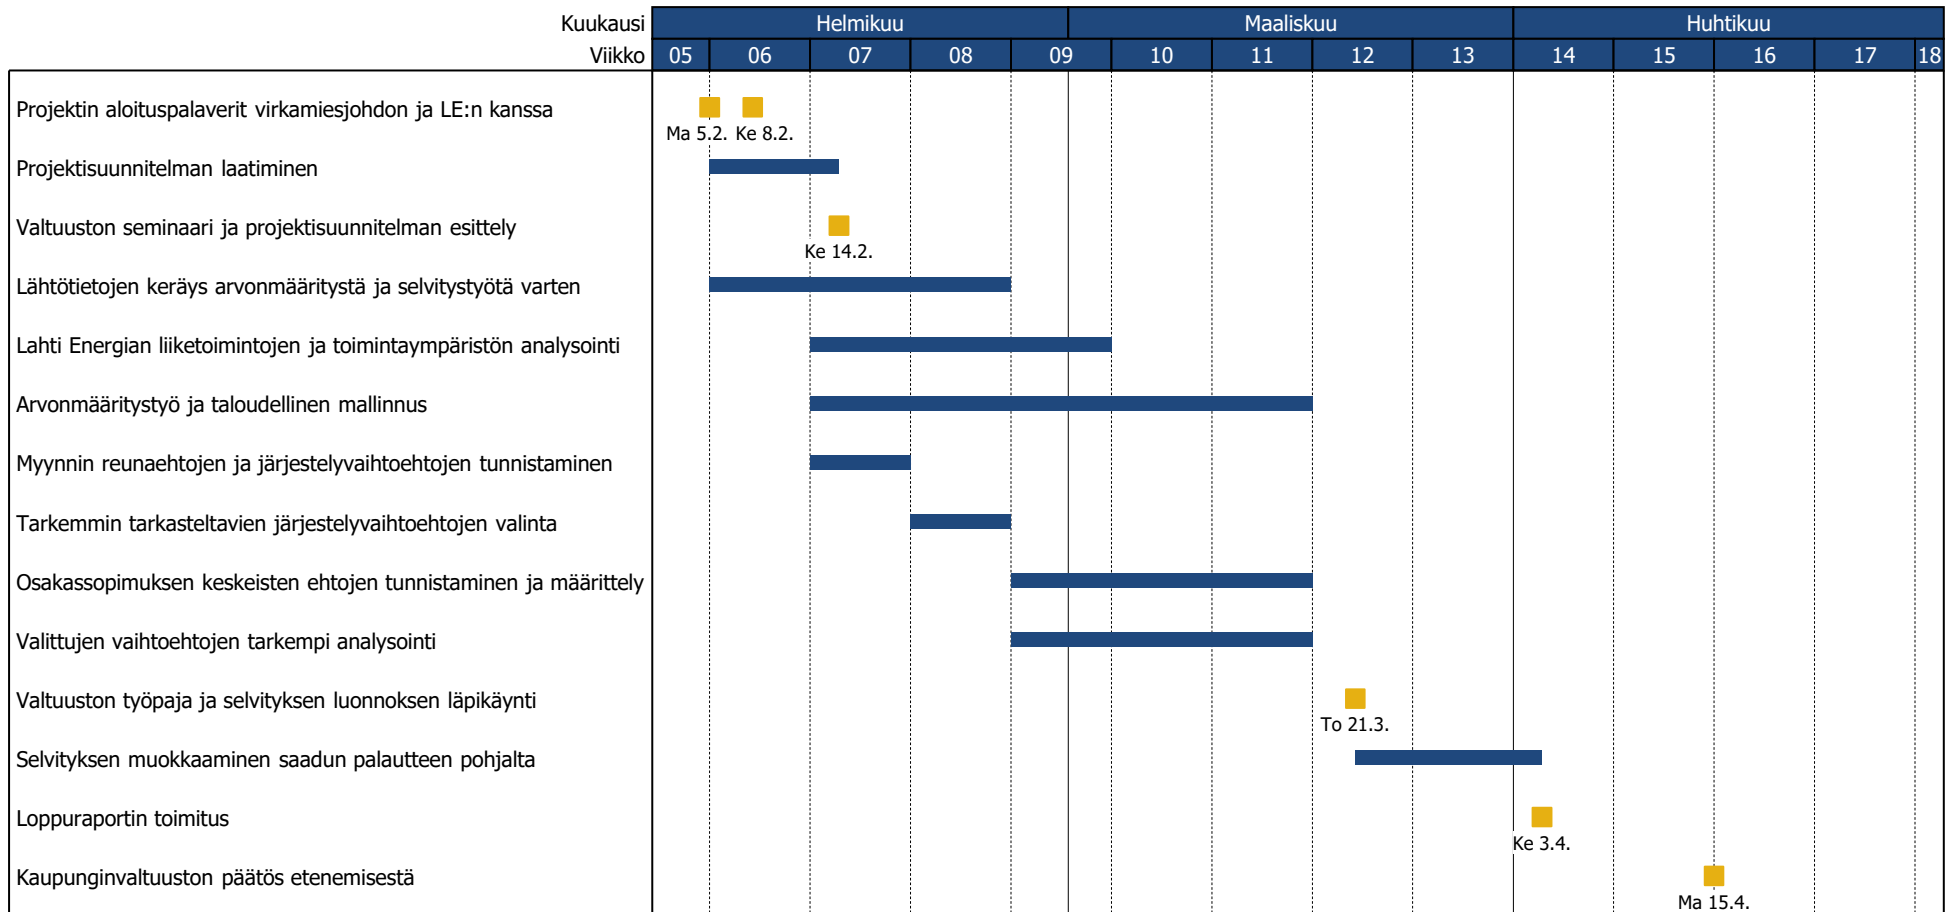 Kuukausi Helmikuu Maaliskuu Huhtikuu
Viikko 05 06 07 08 09 10 11 12 13 14 15 16 17 18
Projektin aloituspalaverit virkamiesjohdon ja LE:n kanssa
Ma 5.2. Ke 8.2.
Projektisuunnitelman laatiminen
Valtuuston seminaari ja projektisuunnitelman esittely
Ke 14.2.
Lähtötietojen keräys arvonmääritystä ja selvitystyötä varten
Lahti Energian liiketoimintojen ja toimintaympäristön analysointi
Arvonmääritystyö ja taloudellinen mallinnus
Myynnin reunaehtojen ja järjestelyvaihtoehtojen tunnistaminen
Tarkemmin tarkasteltavien järjestelyvaihtoehtojen valinta
Osakassopimuksen keskeisten ehtojen tunnistaminen ja määrittely
Valittujen vaihtoehtojen tarkempi analysointi
Valtuuston työpaja ja selvityksen luonnoksen läpikäynti
To 21.3.
Selvityksen muokkaaminen saadun palautteen pohjalta
Loppuraportin toimitus
Ke 3.4.
Kaupunginvaltuuston päätös etenemisestä
Ma 15.4.